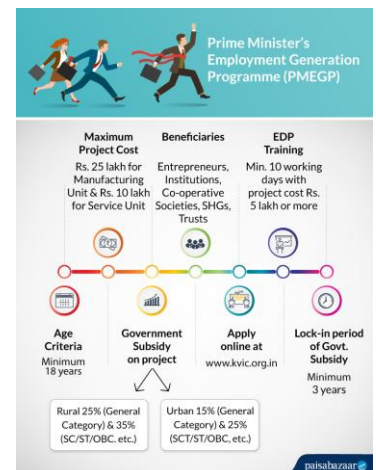 Prime Minister's
Employment Generation
Programme (PMEGP)
Maximum
Project Cost
Rs. 25 lakh for
Manufacturing
Unit & Rs. 10 lakh
for Service Unit
Beneficiaries
Entrepreneurs,
Institutions,
Co-operative
Societies, SHGs,
Trusts
EDP
Training
Min. 10 working
days with
project cost Rs.
5 lakh or more
Age
Criteria
Minimum
18 years
Government
Subsidy
on project
Apply
online at
www.kvic.org.in
Lock-in period
of Govt.
Subsidy
Minimum
3 years
Rural 25% (General
Category) & 35%
(SC/ST/OBC, etc.)
Urban 15% (General
Category) & 25%
(SCT/ST/OBC, etc.)
paisabazaar